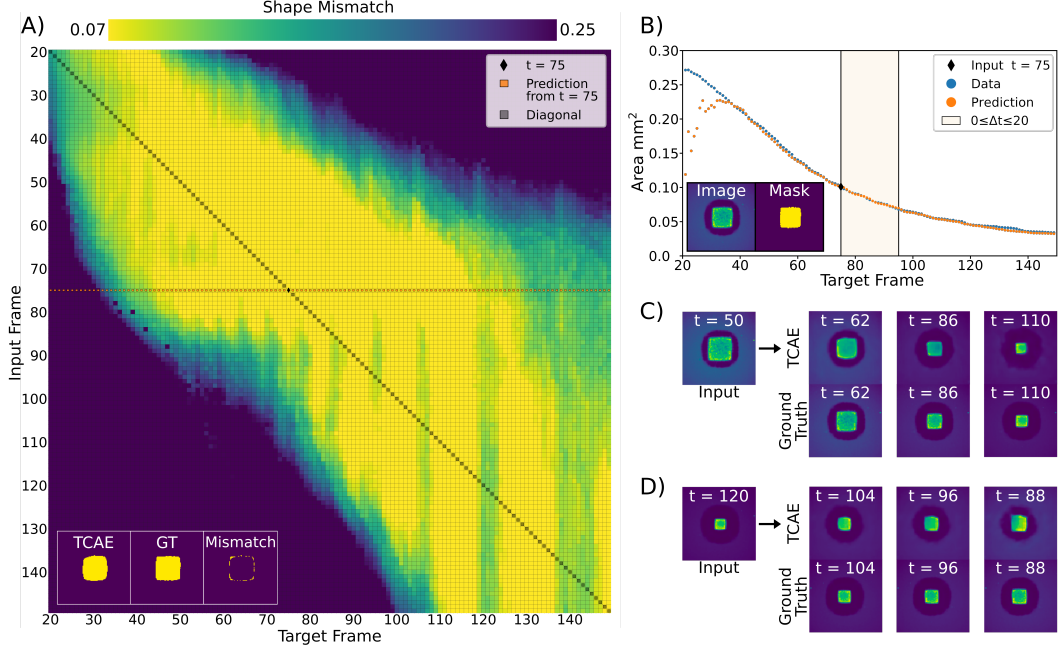 A)
Shape Mismatch
0.07
0.25
t = 75
Prediction
from t = 75
Diagonal
20
30
40
50
60
70
80
90
100
110
120
130
140
Input Frame
TCAE
GT
Mismatch
20 30 40 50 60 70 80 90 100 110 120 130 140
Target Frame
B)
0.30
0.25
0.20
0.15
0.10
0.05
0.0
Area mm²
Input t = 75
Data
Prediction
0≤Δt≤20
Image
Mask
20 40 60 80 100 120 140
Target Frame
C)
t = 50
Input
TCAE
t = 62
t = 86
t = 110
Ground
Truth
t = 62
t = 86
t = 110
D)
t = 120
Input
TCAE
t = 104
t = 96
t = 88
Ground
Truth
t = 104
t = 96
t = 88